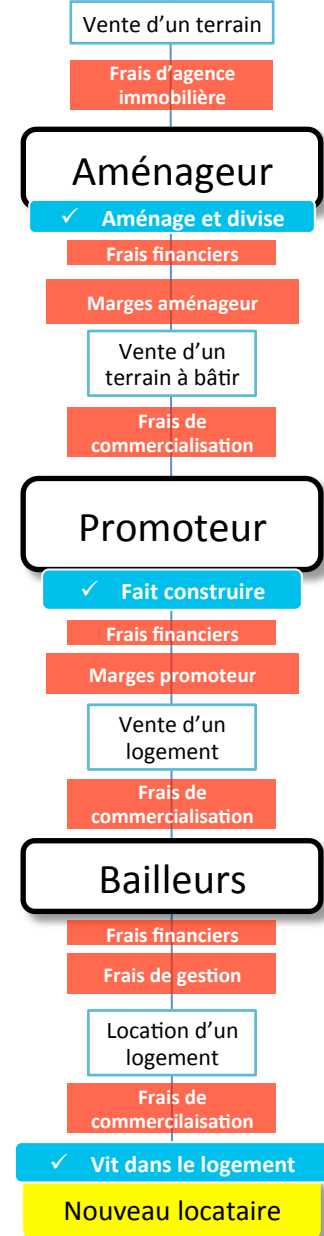 Vente d’un terrain
Frais d’agence
immobilière
Aménageur
✓ Aménage et divise
Frais financiers
Marges aménageur
Vente d’un
terrain à bâtir
Frais de
commercialisation
Promoteur
✓ Fait construire
Frais financiers
Marges promoteur
Vente d’un
logement
Frais de
commercialisation
Bailleurs
Frais financiers
Frais de gestion
Location d’un
logement
Frais de
commercilaisation
✓ Vit dans le logement
Nouveau locataire